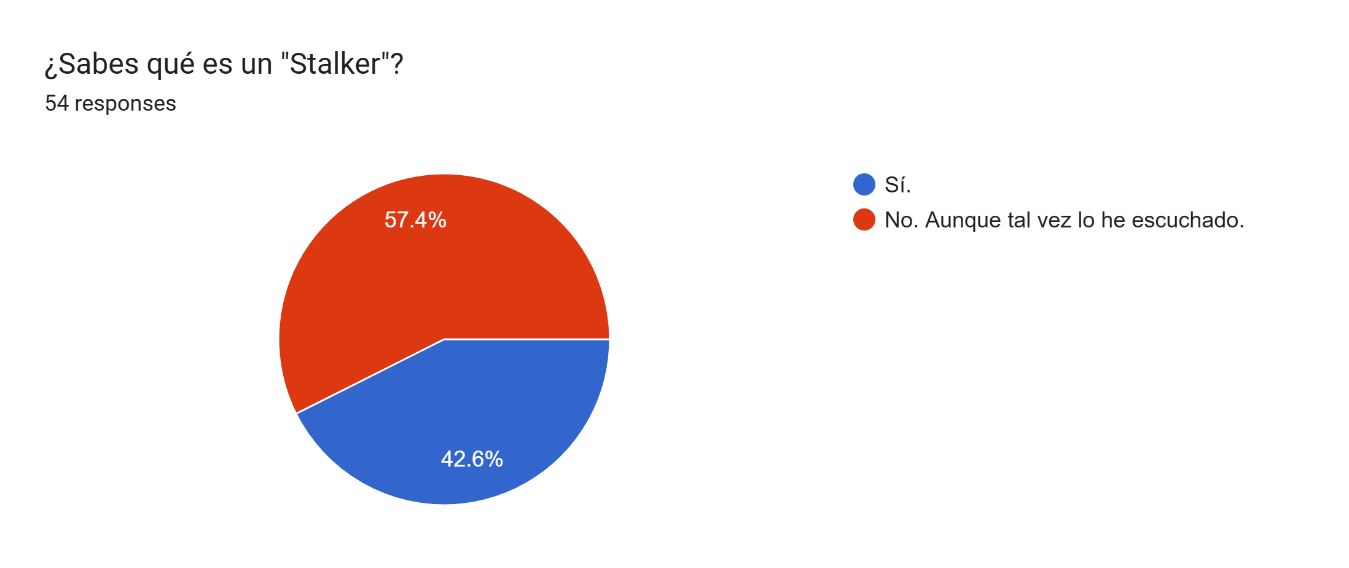 ¿Sabes qué es un "Stalker"?
54 responses
Sí.
No. Aunque tal vez lo he escuchado.
57.4%
42.6%